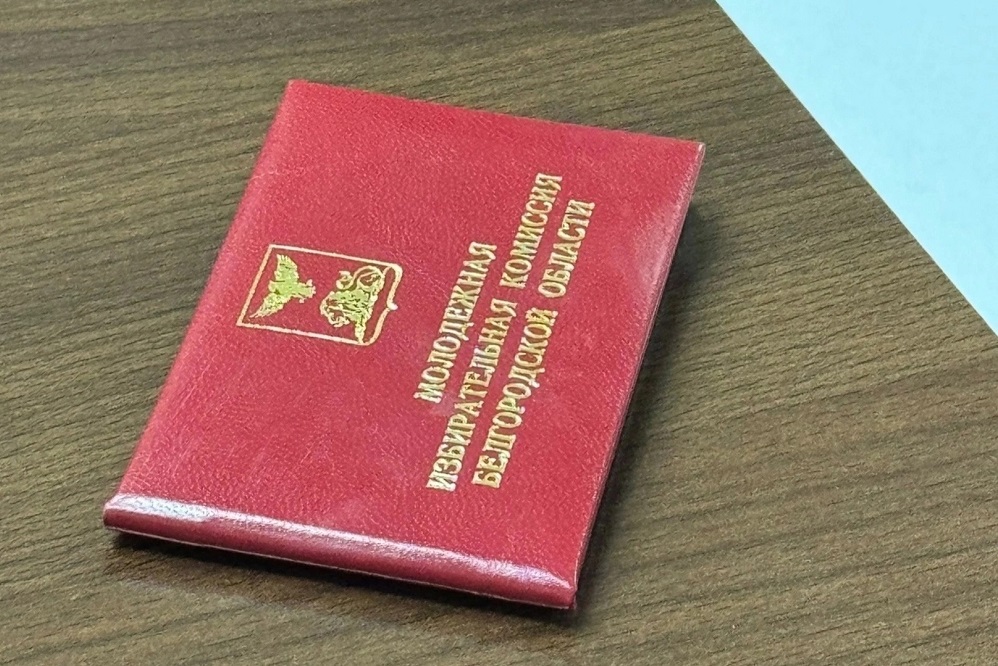 МОЛОДЕЖНАЯ
ИЗБИРАТЕЛЬНАЯ КОМИССИЯ
БЕЛГОРОДСКОЙ ОБЛАСТИ